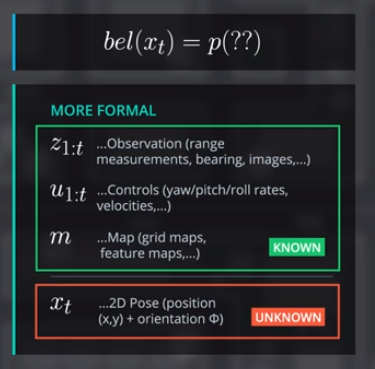 bel(x_t) = p(??)
MORE FORMAL
z_{1:t} ...Observation (range
measurements, bearing, images,...)
u_{1:t} ...Controls (yaw/pitch/roll rates,
velocities,...)
m ...Map (grid maps,
feature maps,...)
KNOWN
x_t ...2D Pose (position
(x,y) + orientation Φ)
UNKNOWN